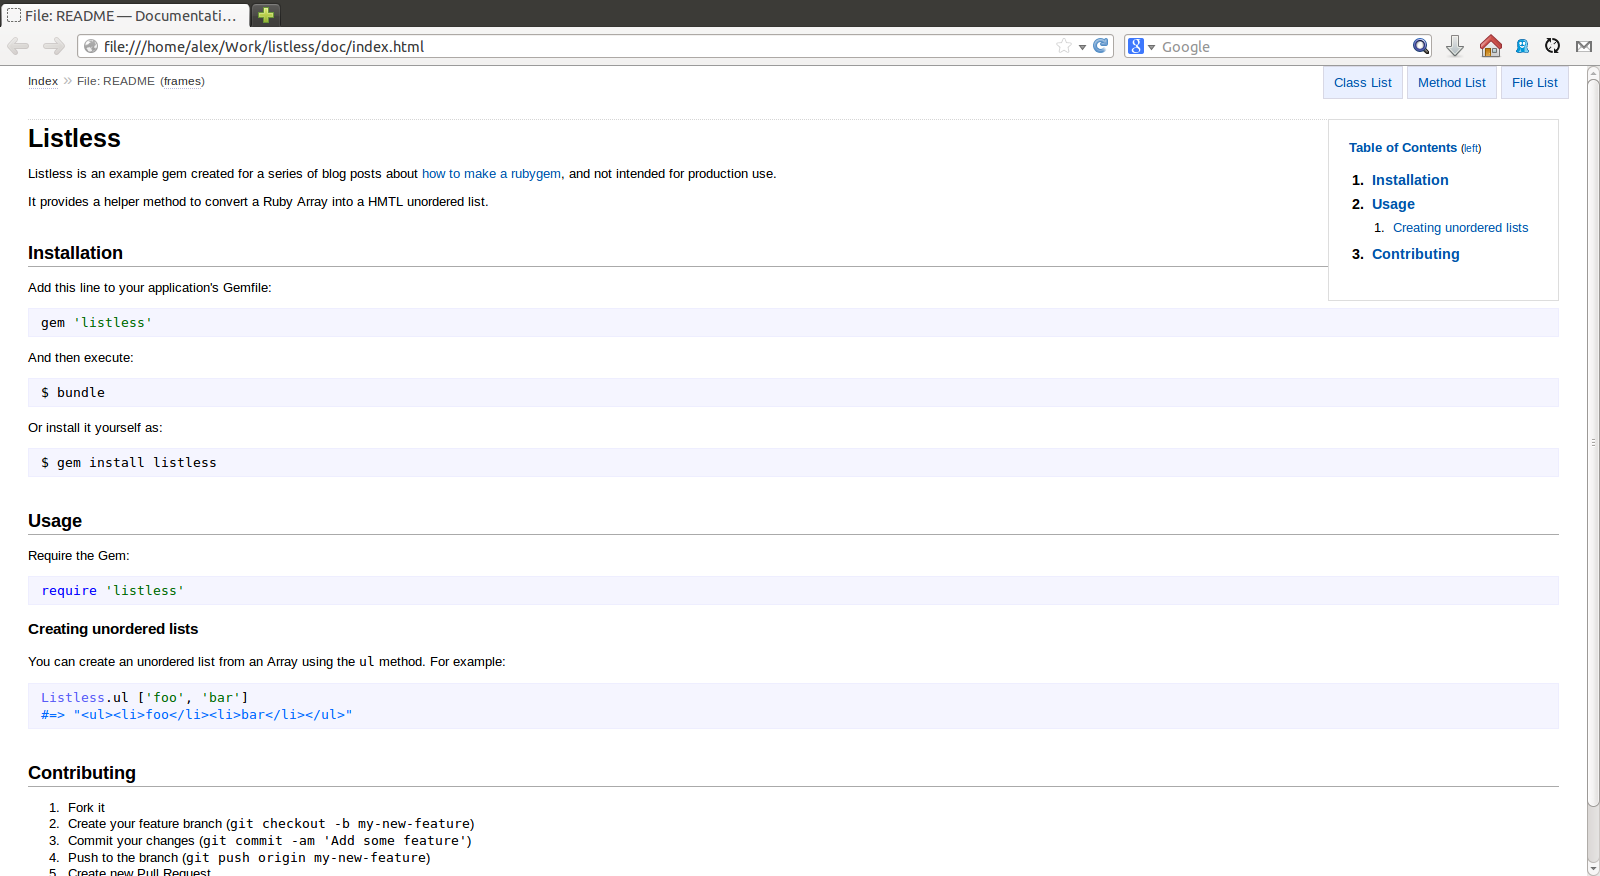 File: README — Documentati...
file:///home/alex/Work/listless/doc/index.html
Google
Index » File: README (frames)
Class List
Method List
File List
Listless
Listless is an example gem created for a series of blog posts about how to make a rubygem, and not intended for production use.
It provides a helper method to convert a Ruby Array into a HMTL unordered list.
Table of Contents (left)
1. Installation
2. Usage
1. Creating unordered lists
3. Contributing
Installation
Add this line to your application's Gemfile:
gem 'listless'
And then execute:
$ bundle
Or install it yourself as:
$ gem install listless
Usage
Require the Gem:
require 'listless'
Creating unordered lists
You can create an unordered list from an Array using the ul method. For example:
Listless.ul ['foo', 'bar']
#=> "<ul><li>foo</li><li>bar</li></ul>"
Contributing
1. Fork it
2. Create your feature branch (git checkout -b my-new-feature)
3. Commit your changes (git commit -am 'Add some feature')
4. Push to the branch (git push origin my-new-feature)
5. Create new Pull Request